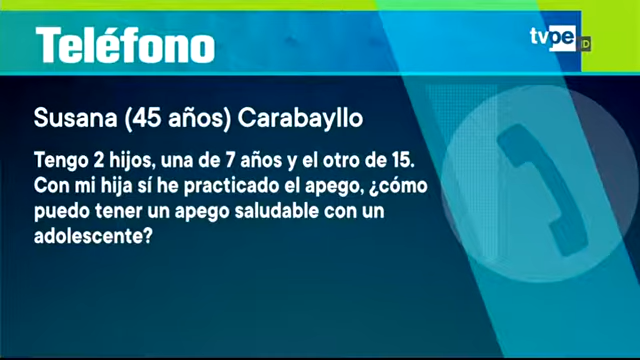 Teléfono
tvpe
Susana (45 años) Carabayllo
Tengo 2 hijos, una de 7 años y el otro de 15.
Con mi hija sí he practicado el apego, ¿cómo
puedo tener un apego saludable con un
adolescente?